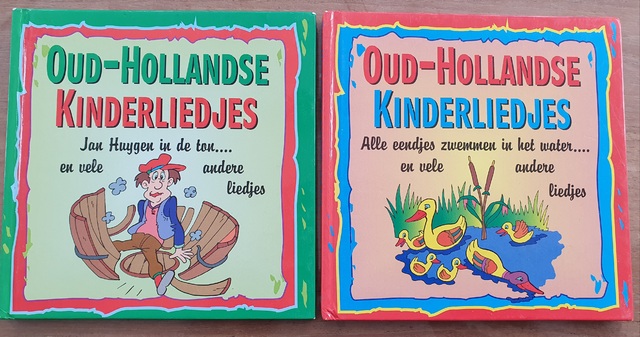 OUD-HOLLANDSE
KINDERLIEDJES
Jan Huygen in de ton....
en vele andere
liedjes
OUD-HOLLANDSE
KINDERLIEDJES
Alle eendjes zwemmen in het water....
en vele andere
liedjes